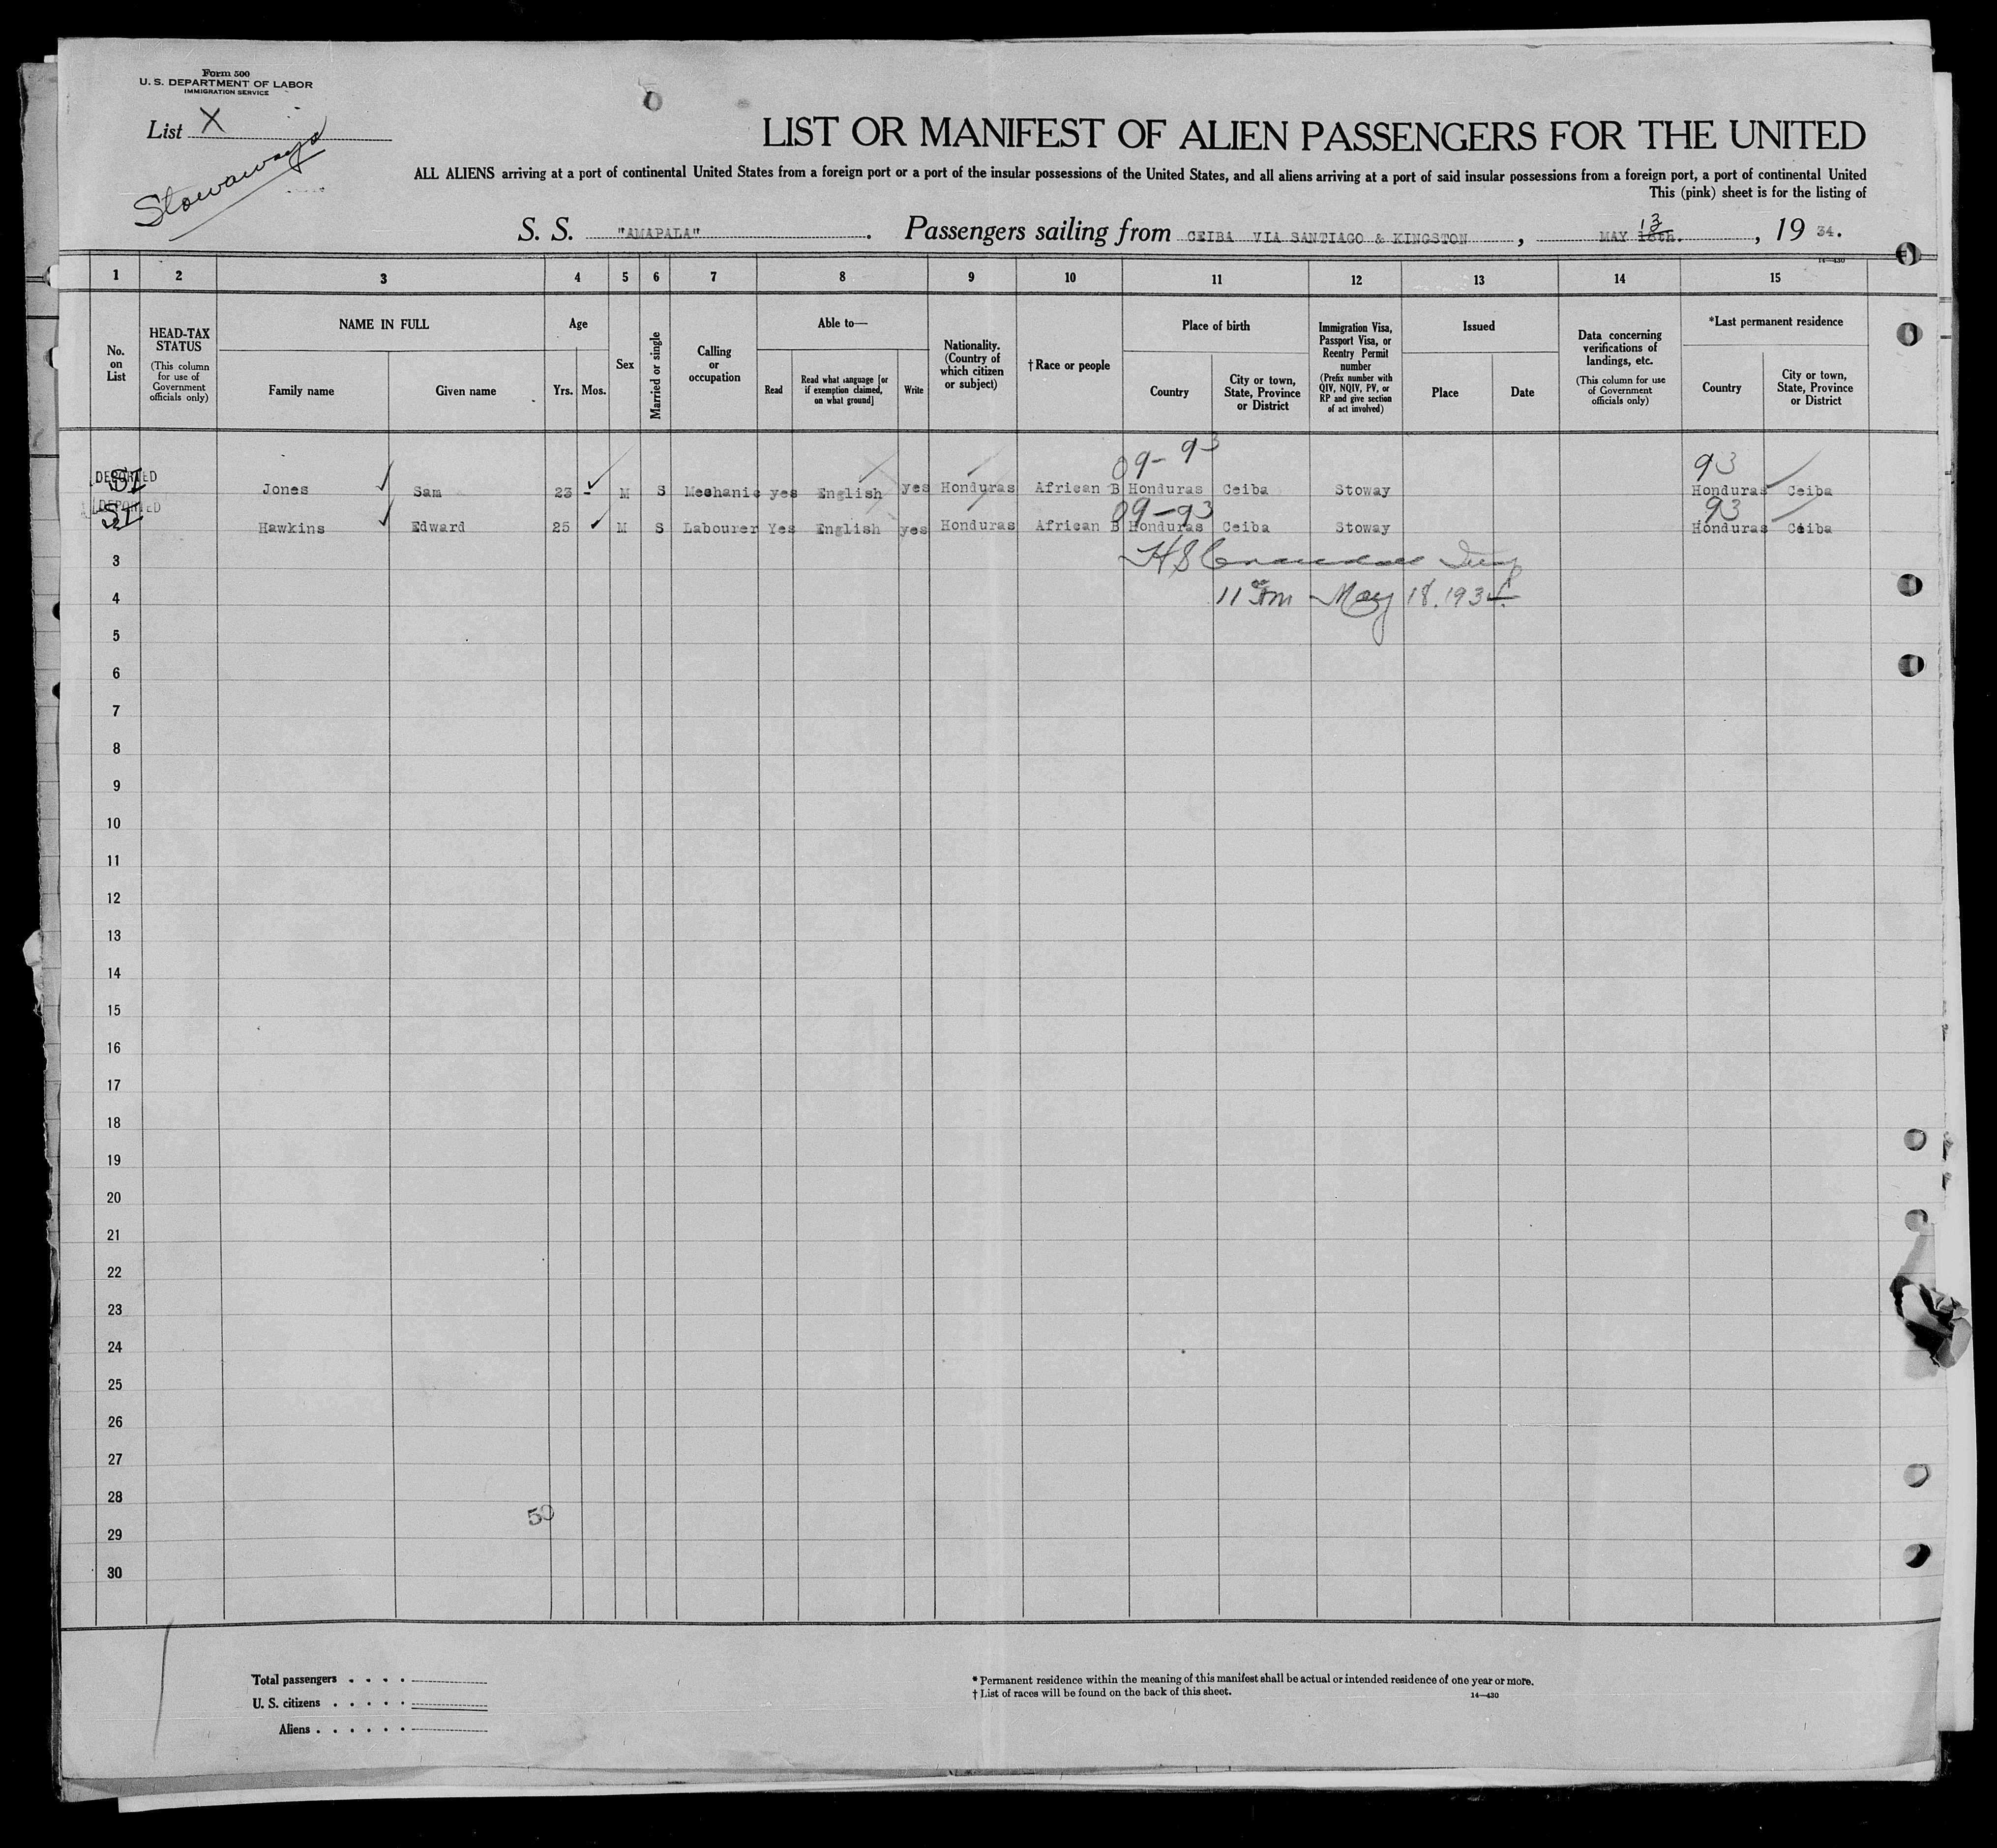 Form 500
U. S. DEPARTMENT OF LABOR
IMMIGRATION SERVICE
List X
Stowaways
LIST OR MANIFEST OF ALIEN PASSENGERS FOR THE UNITED
ALL ALIENS arriving at a port of continental United States from a foreign port or a port of the insular possessions of the United States, and all aliens arriving at a port of said insular possessions from a foreign port, a port of continental United
This (pink) sheet is for the listing of
S. S. "AMAPALA". Passengers sailing from CEIBA VIA SANTIAGO & KINGSTON, MAY 13, 19 34.
14—430
1 2 3 4 5 6 7 8 9 10 11 12 13 14 15
No. on List
HEAD-TAX STATUS (This column for use of Government officials only)
NAME IN FULL
Family name
Given name
Age
Yrs. Mos.
Sex
Married or single
Calling or occupation
Able to—
Read
Read what language [or if exemption claimed, on what ground]
Write
Nationality. (Country of which citizen or subject)
†Race or people
Place of birth
Country
City or town, State, Province or District
Immigration Visa, Passport Visa, or Reentry Permit number (Prefix number with QIV, NQIV, PV, or RP and give section of act involved)
Issued
Place
Date
Data concerning verifications of landings, etc. (This column for use of Government officials only)
*Last permanent residence
Country
City or town, State, Province or District
09-93 93
DEPORTED SI Jones Sam 23 - M S Mechanic yes English yes Honduras African B Honduras Ceiba Stoway Honduras Ceiba
09-93 93
DEPORTED SI Hawkins Edward 25 M S Labourer Yes English yes Honduras African B Honduras Ceiba Stoway Honduras Ceiba
3 H S
4 11 May 18, 1934
5
6
7
8
9
10
11
12
13
14
15
16
17
18
19
20
21
22
23
24
25
26
27
28
50
29
30
Total passengers . . . .
U. S. citizens . . . . .
Aliens . . . . . .
* Permanent residence within the meaning of this manifest shall be actual or intended residence of one year or more.
† List of races will be found on the back of this sheet.
14—430